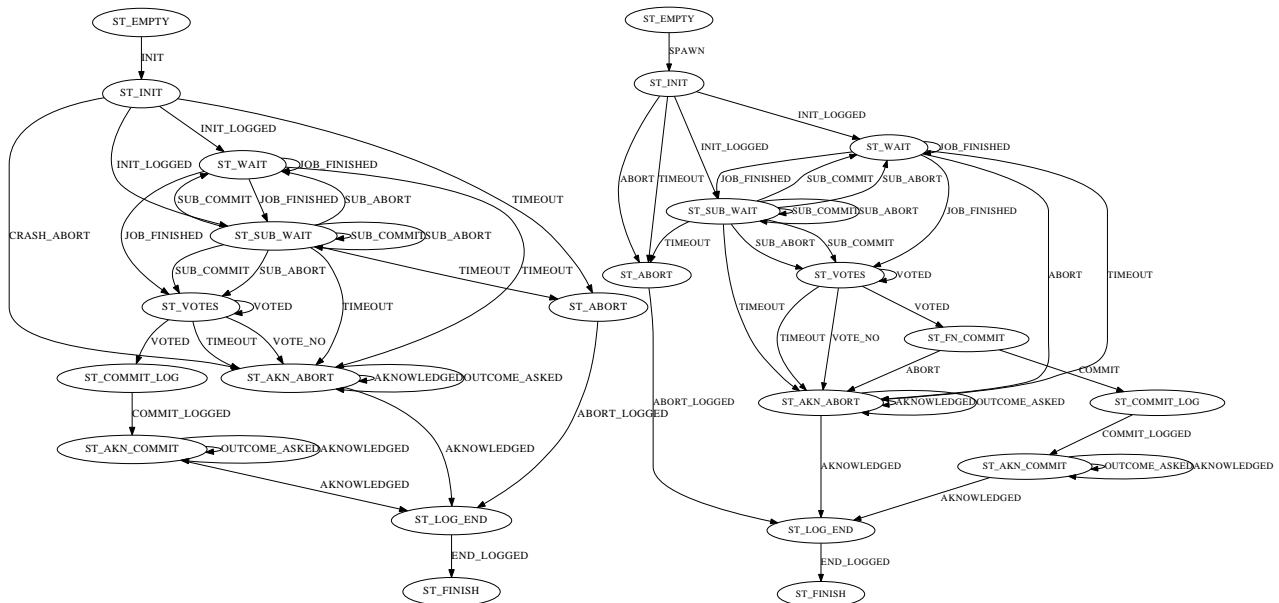 ST_EMPTY
INIT
ST_INIT
INIT_LOGGED
INIT_LOGGED
ST_WAIT
JOB_FINISHED
TIMEOUT
SUB_COMMIT
JOB_FINISHED
SUB_ABORT
CRASH_ABORT
JOB_FINISHED
ST_SUB_WAIT
SUB_COMMIT
SUB_ABORT
SUB_COMMIT
SUB_ABORT
TIMEOUT
TIMEOUT
TIMEOUT
ST_VOTES
VOTED
ST_ABORT
VOTED
TIMEOUT
VOTE_NO
ST_COMMIT_LOG
ST_AKN_ABORT
AKNOWLEDGED
OUTCOME_ASKED
COMMIT_LOGGED
ABORT_LOGGED
ST_AKN_COMMIT
OUTCOME_ASKED
AKNOWLEDGED
AKNOWLEDGED
AKNOWLEDGED
ST_LOG_END
END_LOGGED
ST_FINISH
ST_EMPTY
SPAWN
ST_INIT
INIT_LOGGED
INIT_LOGGED
ST_WAIT
JOB_FINISHED
ABORT
TIMEOUT
JOB_FINISHED
SUB_COMMIT
SUB_ABORT
ST_SUB_WAIT
SUB_COMMIT
SUB_ABORT
JOB_FINISHED
TIMEOUT
SUB_ABORT
SUB_COMMIT
ST_ABORT
ST_VOTES
VOTED
ABORT
TIMEOUT
TIMEOUT
TIMEOUT
VOTE_NO
VOTED
ST_FN_COMMIT
ABORT
COMMIT
ST_AKN_ABORT
AKNOWLEDGED
OUTCOME_ASKED
ST_COMMIT_LOG
ABORT_LOGGED
COMMIT_LOGGED
AKNOWLEDGED
ST_AKN_COMMIT
OUTCOME_ASKED
AKNOWLEDGED
AKNOWLEDGED
ST_LOG_END
END_LOGGED
ST_FINISH